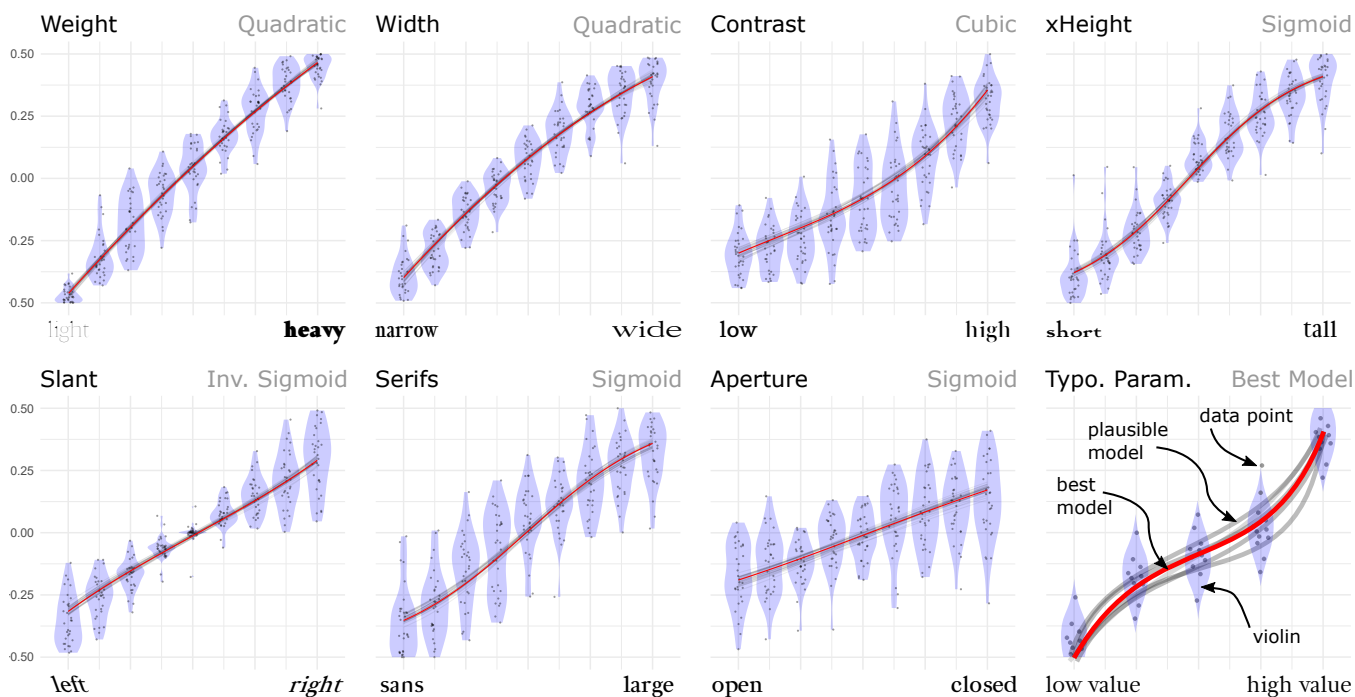 Weight Quadratic
Width Quadratic
Contrast Cubic
xHeight Sigmoid
0.50
0.25
0.00
-0.25
-0.50
light heavy
narrow wide
low high
short tall
Slant Inv. Sigmoid
Serifs Sigmoid
Aperture Sigmoid
Typo. Param. Best Model
0.50
0.25
0.00
-0.25
-0.50
data point
plausible
model
best
model
violin
left right
sans large
open closed
low value high value